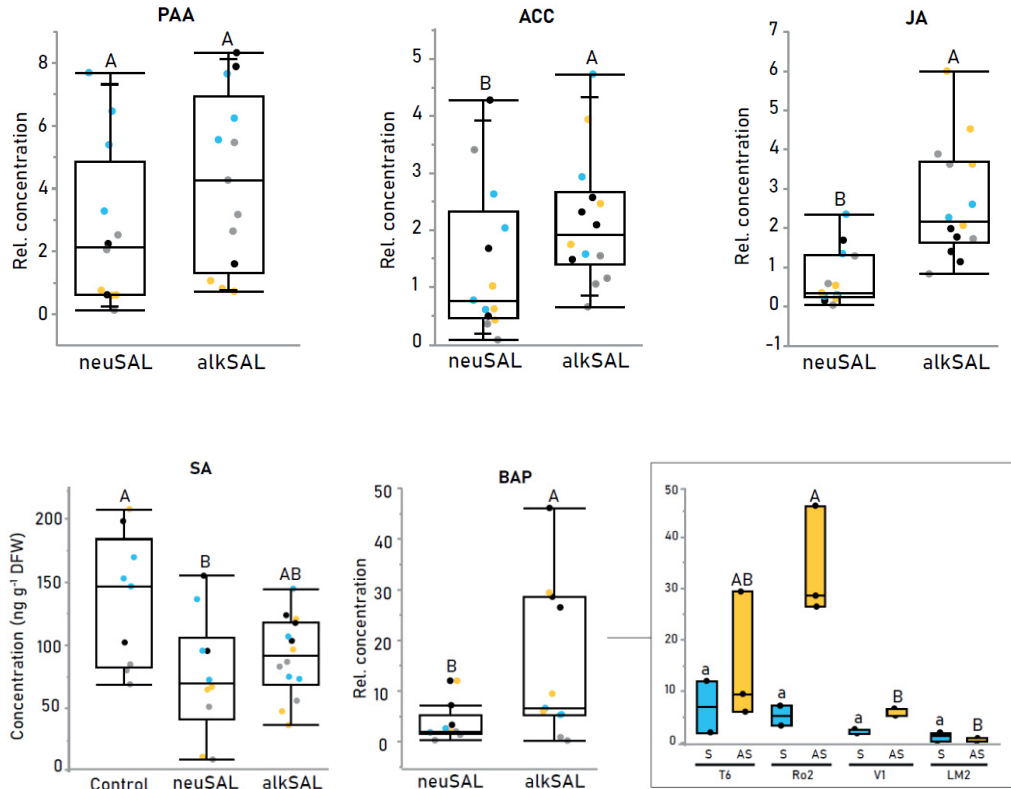 PAA
A
A
8
6
4
2
0
Rel. concentration
neuSAL
alkSAL
ACC
B
A
5
4
3
2
1
0
Rel. concentration
neuSAL
alkSAL
JA
B
A
7
6
5
4
3
2
1
0
-1
Rel. concentration
neuSAL
alkSAL
SA
A
B
AB
200
150
100
50
0
Concentration (ng g⁻¹ DFW)
Control
neuSAL
alkSAL
BAP
B
A
50
40
30
20
10
0
Rel. concentration
neuSAL
alkSAL
50
40
30
20
10
0
a
AB
a
A
a
B
a
B
S AS S AS S AS S AS
T6 Ro2 V1 LM2